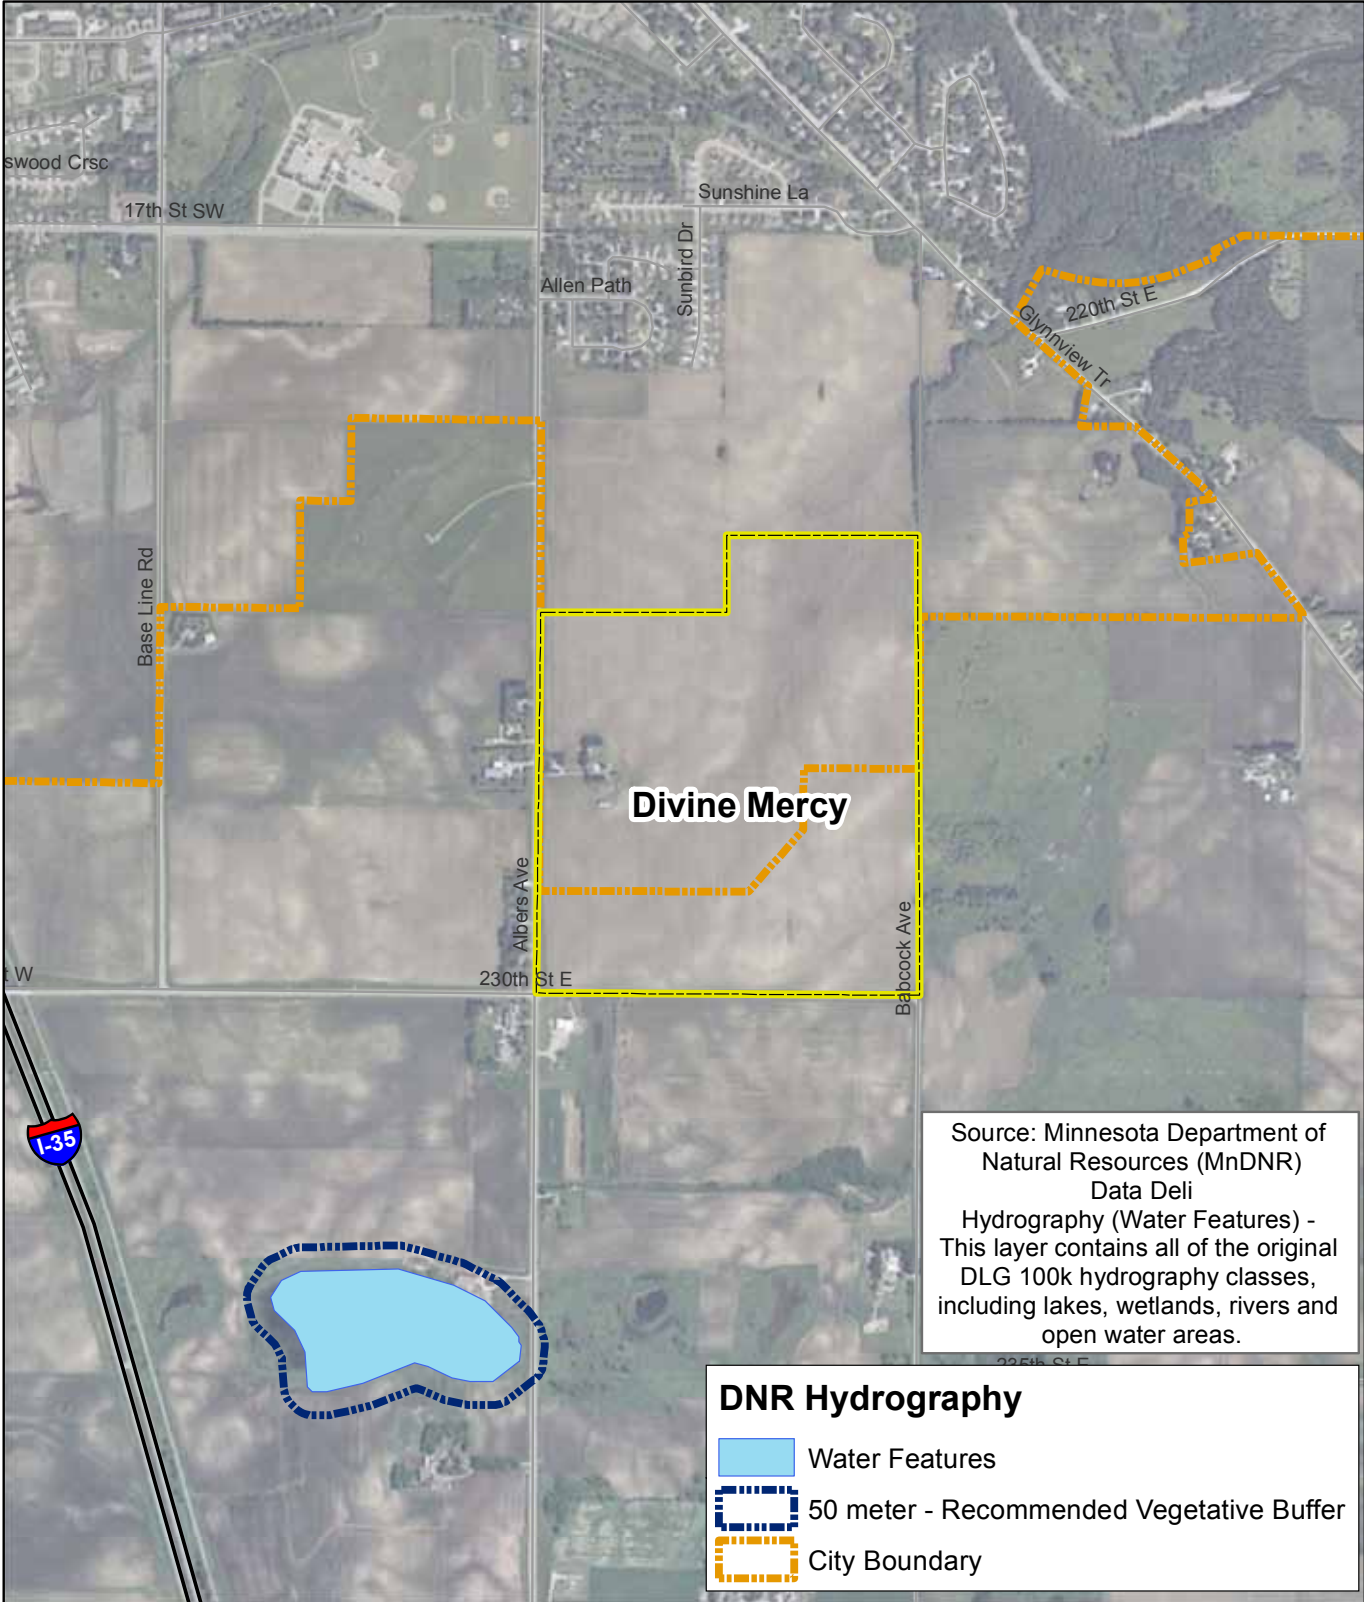 swood Crsc
17th St SW
Sunshine La
Sunbird Dr
Allen Path
220th St E
Glynnview Tr
Base Line Rd
Divine Mercy
Albers Ave
Babcock Ave
t W
230th St E
I-35
Source: Minnesota Department of
Natural Resources (MnDNR)
Data Deli
Hydrography (Water Features) -
This layer contains all of the original
DLG 100k hydrography classes,
including lakes, wetlands, rivers and
open water areas.
235th St E
DNR Hydrography
Water Features
50 meter - Recommended Vegetative Buffer
City Boundary